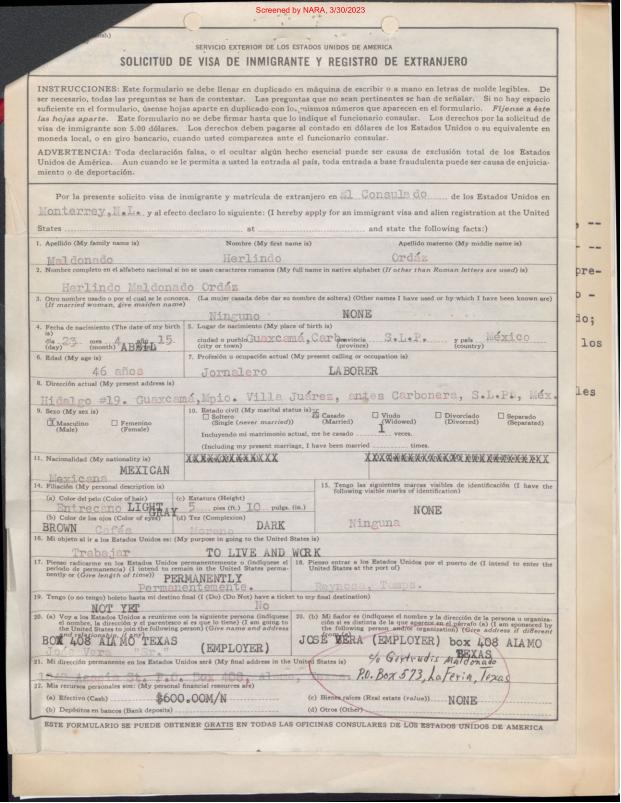 Screened by NARA, 3/30/2023
SERVICIO EXTERIOR DE LOS ESTADOS UNIDOS DE AMERICA
SOLICITUD DE VISA DE INMIGRANTE Y REGISTRO DE EXTRANJERO
INSTRUCCIONES: Este formulario se debe llenar en duplicado en máquina de escribir o a mano en letras de molde legibles. De
ser necesario, todas las preguntas se han de contestar. Las preguntas que no sean pertinentes se han de señalar. Si no hay espacio
suficiente en el formulario, úsense hojas aparte en duplicado con los mismos números que aparecen en el formulario. Fíjense a éste
las hojas aparte. Este formulario no se debe firmar hasta que lo indique el funcionario consular. Los derechos por la solicitud
de visa de inmigrante son 5.00 dólares. Los derechos deben pagarse al contado en dólares de los Estados Unidos o su equivalente en
moneda local, o en giro bancario, cuando usted comparezca ante el funcionario consular.
ADVERTENCIA: Toda declaración falsa, o el ocultar algún hecho esencial puede ser causa de exclusión total de los Estados
Unidos de América. Aun cuando se le permita a usted la entrada al país, toda entrada a base fraudulenta puede ser causa de enjuicia-
miento o de deportación.
Por la presente solicito visa de inmigrante y matrícula de extranjero en El Consulado de los Estados Unidos en
Monterrey, N.L. y al efecto declaro lo siguiente: (I hereby apply for an immigrant visa and alien registration at the United
States at and state the following facts:)
1. Apellido (My family name is) Nombre (My first name is) Apellido materno (My middle name is)
Maldonado Herlindo Ordáz
2. Nombre completo en el alfabeto nacional si no se usan caracteres romanos (My full name in native alphabet (If other than Roman letters are used) is)
Herlindo Maldonado Ordáz
3. Otro nombre usado o por el cual se le conozca. (La mujer casada debe dar su nombre de soltera) (Other names I have used or by which I have been known)
(If married woman, give maiden name)
Ninguno NONE
4. Fecha de nacimiento (The date of my birth is) 5. Lugar de nacimiento (My place of birth is)
día 23 mes 4 año 15 ciudad o pueblo Guaxcamá, Carb provincia S.L.P. y país México
(day) (month) ABRIL (city or town) (province) (country)
6. Edad (My age is) 7. Profesión u ocupación actual (My present calling or occupation is)
46 años Jornalero LABORER
8. Dirección actual (My present address is)
Hidalgo #19. Guaxcamá, Mpio. Villa Juárez, antes Carbonera, S.L.P., Méx.
9. Sexo (My sex is) 10. Estado civil (My marital status is)
X Masculino Femenino Soltero X Casado Viudo Divorciado Separado
(Male) (Female) (Single (never married)) (Married) (Widowed) (Divorced) (Separated)
Incluyendo mi matrimonio actual, me he casado 1 veces.
(Including my present marriage, I have been married) times.
11. Nacionalidad (My nationality is) XXXXXXXXXXXXX XXXXXXXXXXXXXXXXXXXXXXXXX
MEXICAN
Mexicana
14. Filiación (My personal description is) 15. Tengo las siguientes marcas visibles de identificación (I have the
following visible marks of identification)
(a) Color del pelo (Color of hair) (c) Estatura (Height)
Entrecano LIGHT GRAY 5 pies (ft.) 10 pulgs. (in.) NONE
(b) Color de los ojos (Color of eyes) (d) Tez (Complexion)
BROWN Cafés Moreno DARK Ninguna
16. Mi objeto al ir a los Estados Unidos es: (My purpose in going to the United States is)
Trabajar TO LIVE AND WORK
17. Pienso radicarme en los Estados Unidos permanentemente o (indíquese el
período de permanencia) (I intend to remain in the United States perma-
nently or (Give length of time)) PERMANENTLY
Permanentemente.
18. Pienso entrar a los Estados Unidos por el puerto de (I intend to enter the
United States at the port of)
Reynosa, Tamps.
19. Tengo (o no tengo) boleto hasta mi destino final (I (Do) (Do Not) have a ticket to my final destination)
NOT YET No
20. (a) Voy a los Estados Unidos a reunirme con la siguiente persona (indíquese
el nombre, la dirección y el parentesco si es que lo tiene) (I am going to
the United States to join the following person) (Give name and address
and relationship, if any)
BOX 408 ALAMO TEXAS
José Vera "Sr." (EMPLOYER)
20. (b) Mi fiador es (indíquese el nombre y la dirección de la persona u organiza-
ción si es distinta de la que aparece en el párrafo (a) (I am sponsored by
the following person and/or organization) (Give address if different
JOSÉ VERA (EMPLOYER) box 408 ALAMO
TEXAS
21. Mi dirección permanente en los Estados Unidos será (My final address in the United States is)
P.O. Box 408, Alamo,
c/o Gertrudis Maldonado
P.O. Box 573, La Feria, Texas
22. Mis recursos personales son: (My personal financial resources are)
(a) Efectivo (Cash) $600.00M/N (c) Bienes raíces (Real estate (value)) NONE
(b) Depósitos en bancos (Bank deposits) (d) Otros (Other)
ESTE FORMULARIO SE PUEDE OBTENER GRATIS EN TODAS LAS OFICINAS CONSULARES DE LOS ESTADOS UNIDOS DE AMERICA
los
les